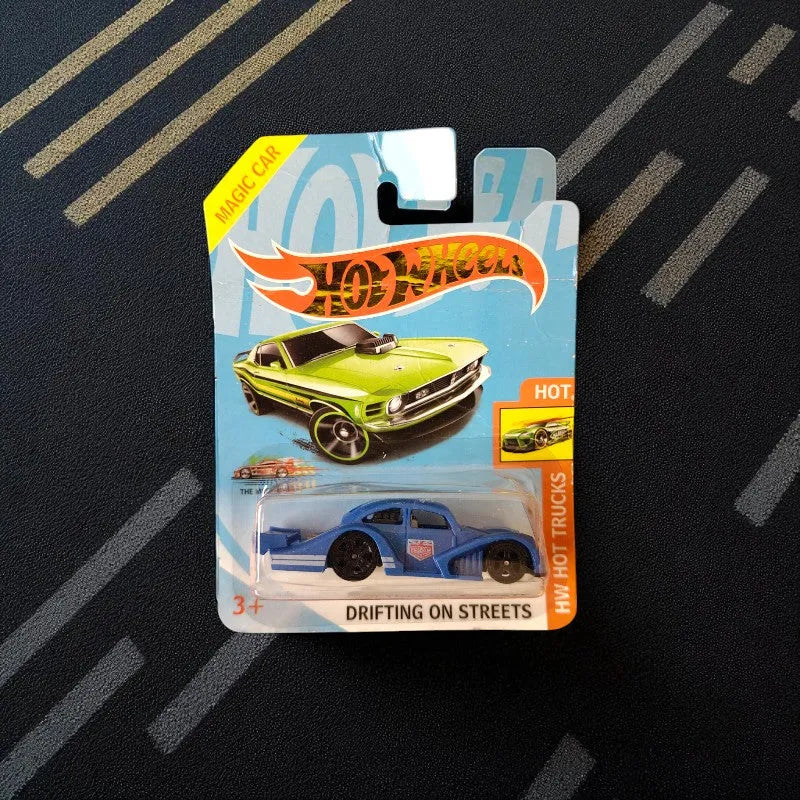 MAGIC CAR
HOT WHEELS
HOT
THE
HW HOT TRUCKS
3+
DRIFTING ON STREETS